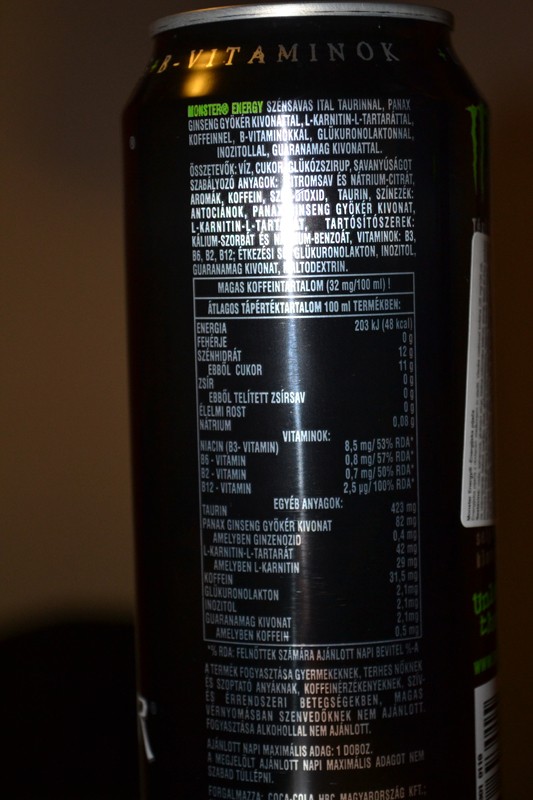 +B-VITAMINOK
MONSTER® ENERGY SZÉNSAVAS ITAL TAURINNAL, PANAX
GINSENG GYÖKÉR KIVONATTAL, L-KARNITIN-L-TARTARÁTTAL,
KOFFEINNEL, B-VITAMINOKKAL, GLÜKURONOLAKTONNAL,
INOZITOLLAL, GUARANAMAG KIVONATTAL.
ÖSSZETEVŐK: VÍZ, CUKOR, GLÜKÓZSZIRUP, SAVANYÚSÁGOT
SZABÁLYOZÓ ANYAGOK: CITROMSAV ÉS NÁTRIUM-CITRÁT,
AROMÁK, KOFFEIN, SZÉN-DIOXID, TAURIN, SZÍNEZÉK:
ANTOCIÁNOK, PANAX GINSENG GYÖKÉR KIVONAT,
L-KARNITIN-L-TARTARÁT, TARTÓSÍTÓSZEREK:
KÁLIUM-SZORBÁT ÉS NÁTRIUM-BENZOÁT, VITAMINOK: B3,
B6, B2, B12; ÉTKEZÉSI SÓ, GLÜKURONOLAKTON, INOZITOL,
GUARANAMAG KIVONAT, MALTODEXTRIN.
MAGAS KOFFEINTARTALOM (32 mg/100 ml) !
ÁTLAGOS TÁPÉRTÉKTARTALOM 100 ml TERMÉKBEN:
ENERGIA 203 kJ (48 kcal)
FEHÉRJE 0 g
SZÉNHIDRÁT 12 g
EBBŐL CUKOR 11 g
ZSÍR 0 g
EBBŐL TELÍTETT ZSÍRSAV 0 g
ÉLELMI ROST 0 g
NÁTRIUM 0,08 g
VITAMINOK:
NIACIN (B3- VITAMIN) 8,5 mg/ 53% RDA*
B6 - VITAMIN 0,8 mg/ 57% RDA*
B2 - VITAMIN 0,7 mg/ 50% RDA*
B12 - VITAMIN 2,5 µg/ 100% RDA*
EGYÉB ANYAGOK:
TAURIN 423 mg
PANAX GINSENG GYÖKÉR KIVONAT 82 mg
AMELYBEN GINZENOZID 0,4 mg
L-KARNITIN-L-TARTARÁT 42 mg
AMELYBEN L-KARNITIN 29 mg
KOFFEIN 31,5 mg
GLÜKURONOLAKTON 2,1mg
INOZITOL 2,1mg
GUARANAMAG KIVONAT 2,1mg
AMELYBEN KOFFEIN 0,5 mg
*% RDA: FELNŐTTEK SZÁMÁRA AJÁNLOTT NAPI BEVITEL %-A
A TERMÉK FOGYASZTÁSA GYERMEKEKNEK, TERHES NŐKNEK
ÉS SZOPTATÓ ANYÁKNAK, KOFFEINÉRZÉKENYEKNEK, SZÍV-
ÉS ÉRRENDSZERI BETEGSÉGEKBEN, MAGAS
VÉRNYOMÁSBAN SZENVEDŐKNEK NEM AJÁNLOTT.
FOGYASZTÁSA ALKOHOLLAL NEM AJÁNLOTT.
AJÁNLOTT NAPI MAXIMÁLIS ADAG: 1 DOBOZ.
A MEGJELÖLT AJÁNLOTT NAPI MAXIMÁLIS ADAGOT NEM
SZABAD TÚLLÉPNI.
FORGALMAZZA: COCA-COLA HBC MAGYARORSZÁG KFT.;